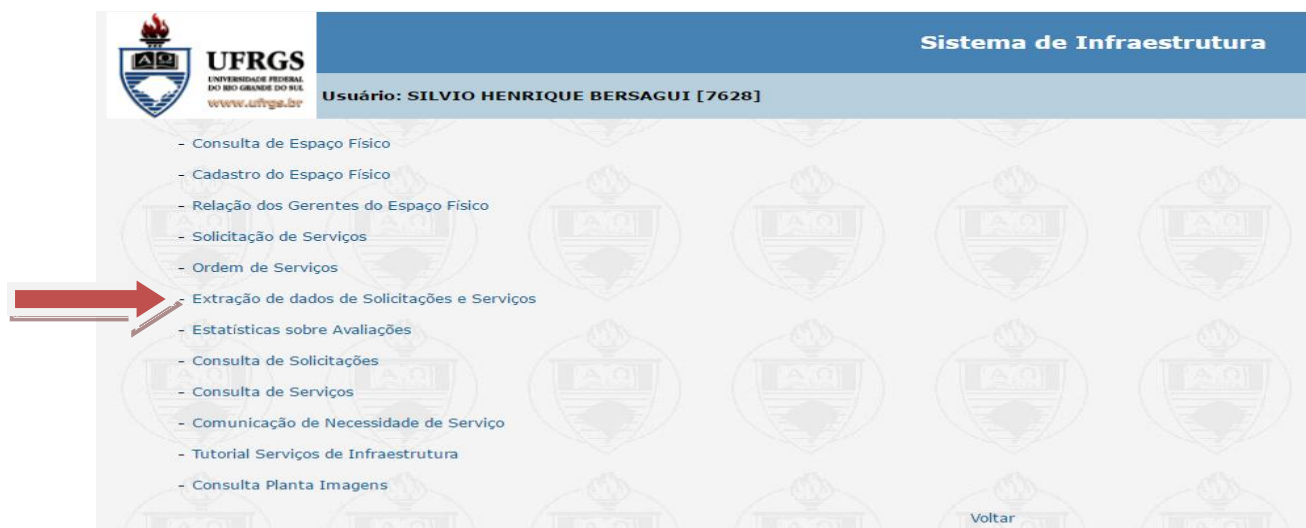 Sistema de Infraestrutura
UFRGS
UNIVERSIDADE FEDERAL
DO RIO GRANDE DO SUL
www.ufrgs.br
Usuário: SILVIO HENRIQUE BERSAGUI [7628]
- Consulta de Espaço Físico
- Cadastro do Espaço Físico
- Relação dos Gerentes do Espaço Físico
- Solicitação de Serviços
- Ordem de Serviços
- Extração de dados de Solicitações e Serviços
- Estatísticas sobre Avaliações
- Consulta de Solicitações
- Consulta de Serviços
- Comunicação de Necessidade de Serviço
- Tutorial Serviços de Infraestrutura
- Consulta Planta Imagens
Voltar